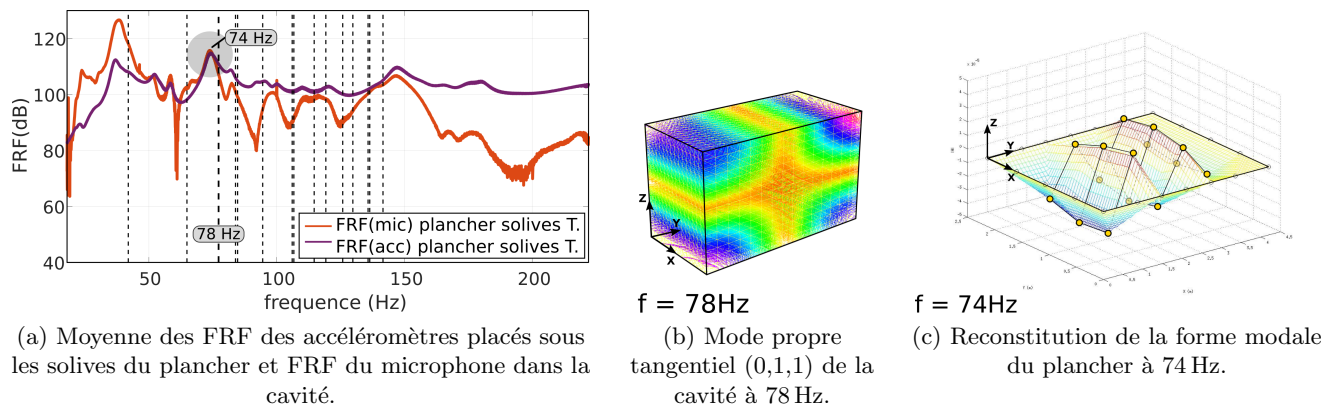 120
100
80
60
40
FRF(dB)
74 Hz
78 Hz
FRF(mic) plancher solives T.
FRF(acc) plancher solives T.
50
100
150
200
frequence (Hz)
(a) Moyenne des FRF des accéléromètres placés sous
les solives du plancher et FRF du microphone dans la
cavité.
Z
Y
X
f = 78Hz
(b) Mode propre
tangentiel (0,1,1) de la
cavité à 78 Hz.
Z
Y
X
f = 74Hz
(c) Reconstitution de la forme modale
du plancher à 74 Hz.